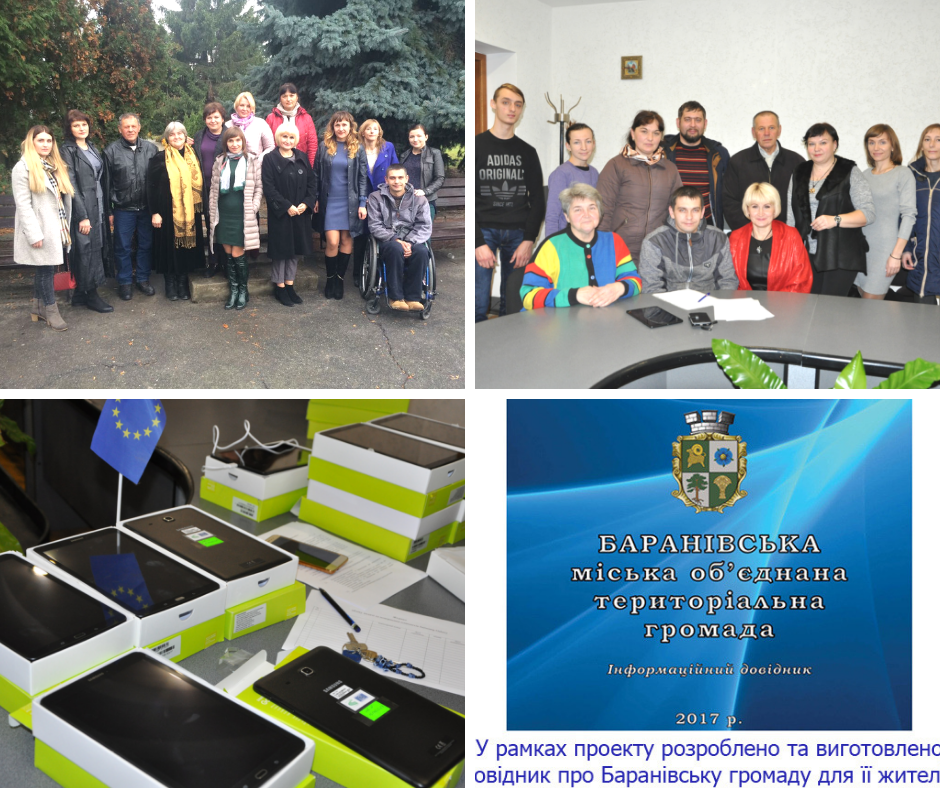 ADIDAS
ORIGINAL
БАРАНІВСЬКА
міська об'єднана
територіальна
громада
Інформаційний довідник
2017 р.
У рамках проекту розроблено та виготовлено
овідник про Баранівську громаду для її жител